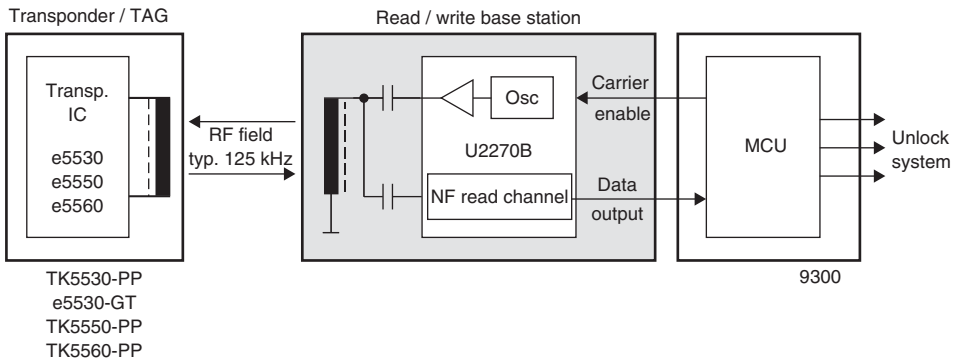 Transponder / TAG
Transp.
IC
e5530
e5550
e5560
TK5530-PP
e5530-GT
TK5550-PP
TK5560-PP
RF field
typ. 125 kHz
Read / write base station
Osc
U2270B
NF read channel
Carrier
enable
Data
output
MCU
9300
Unlock
system